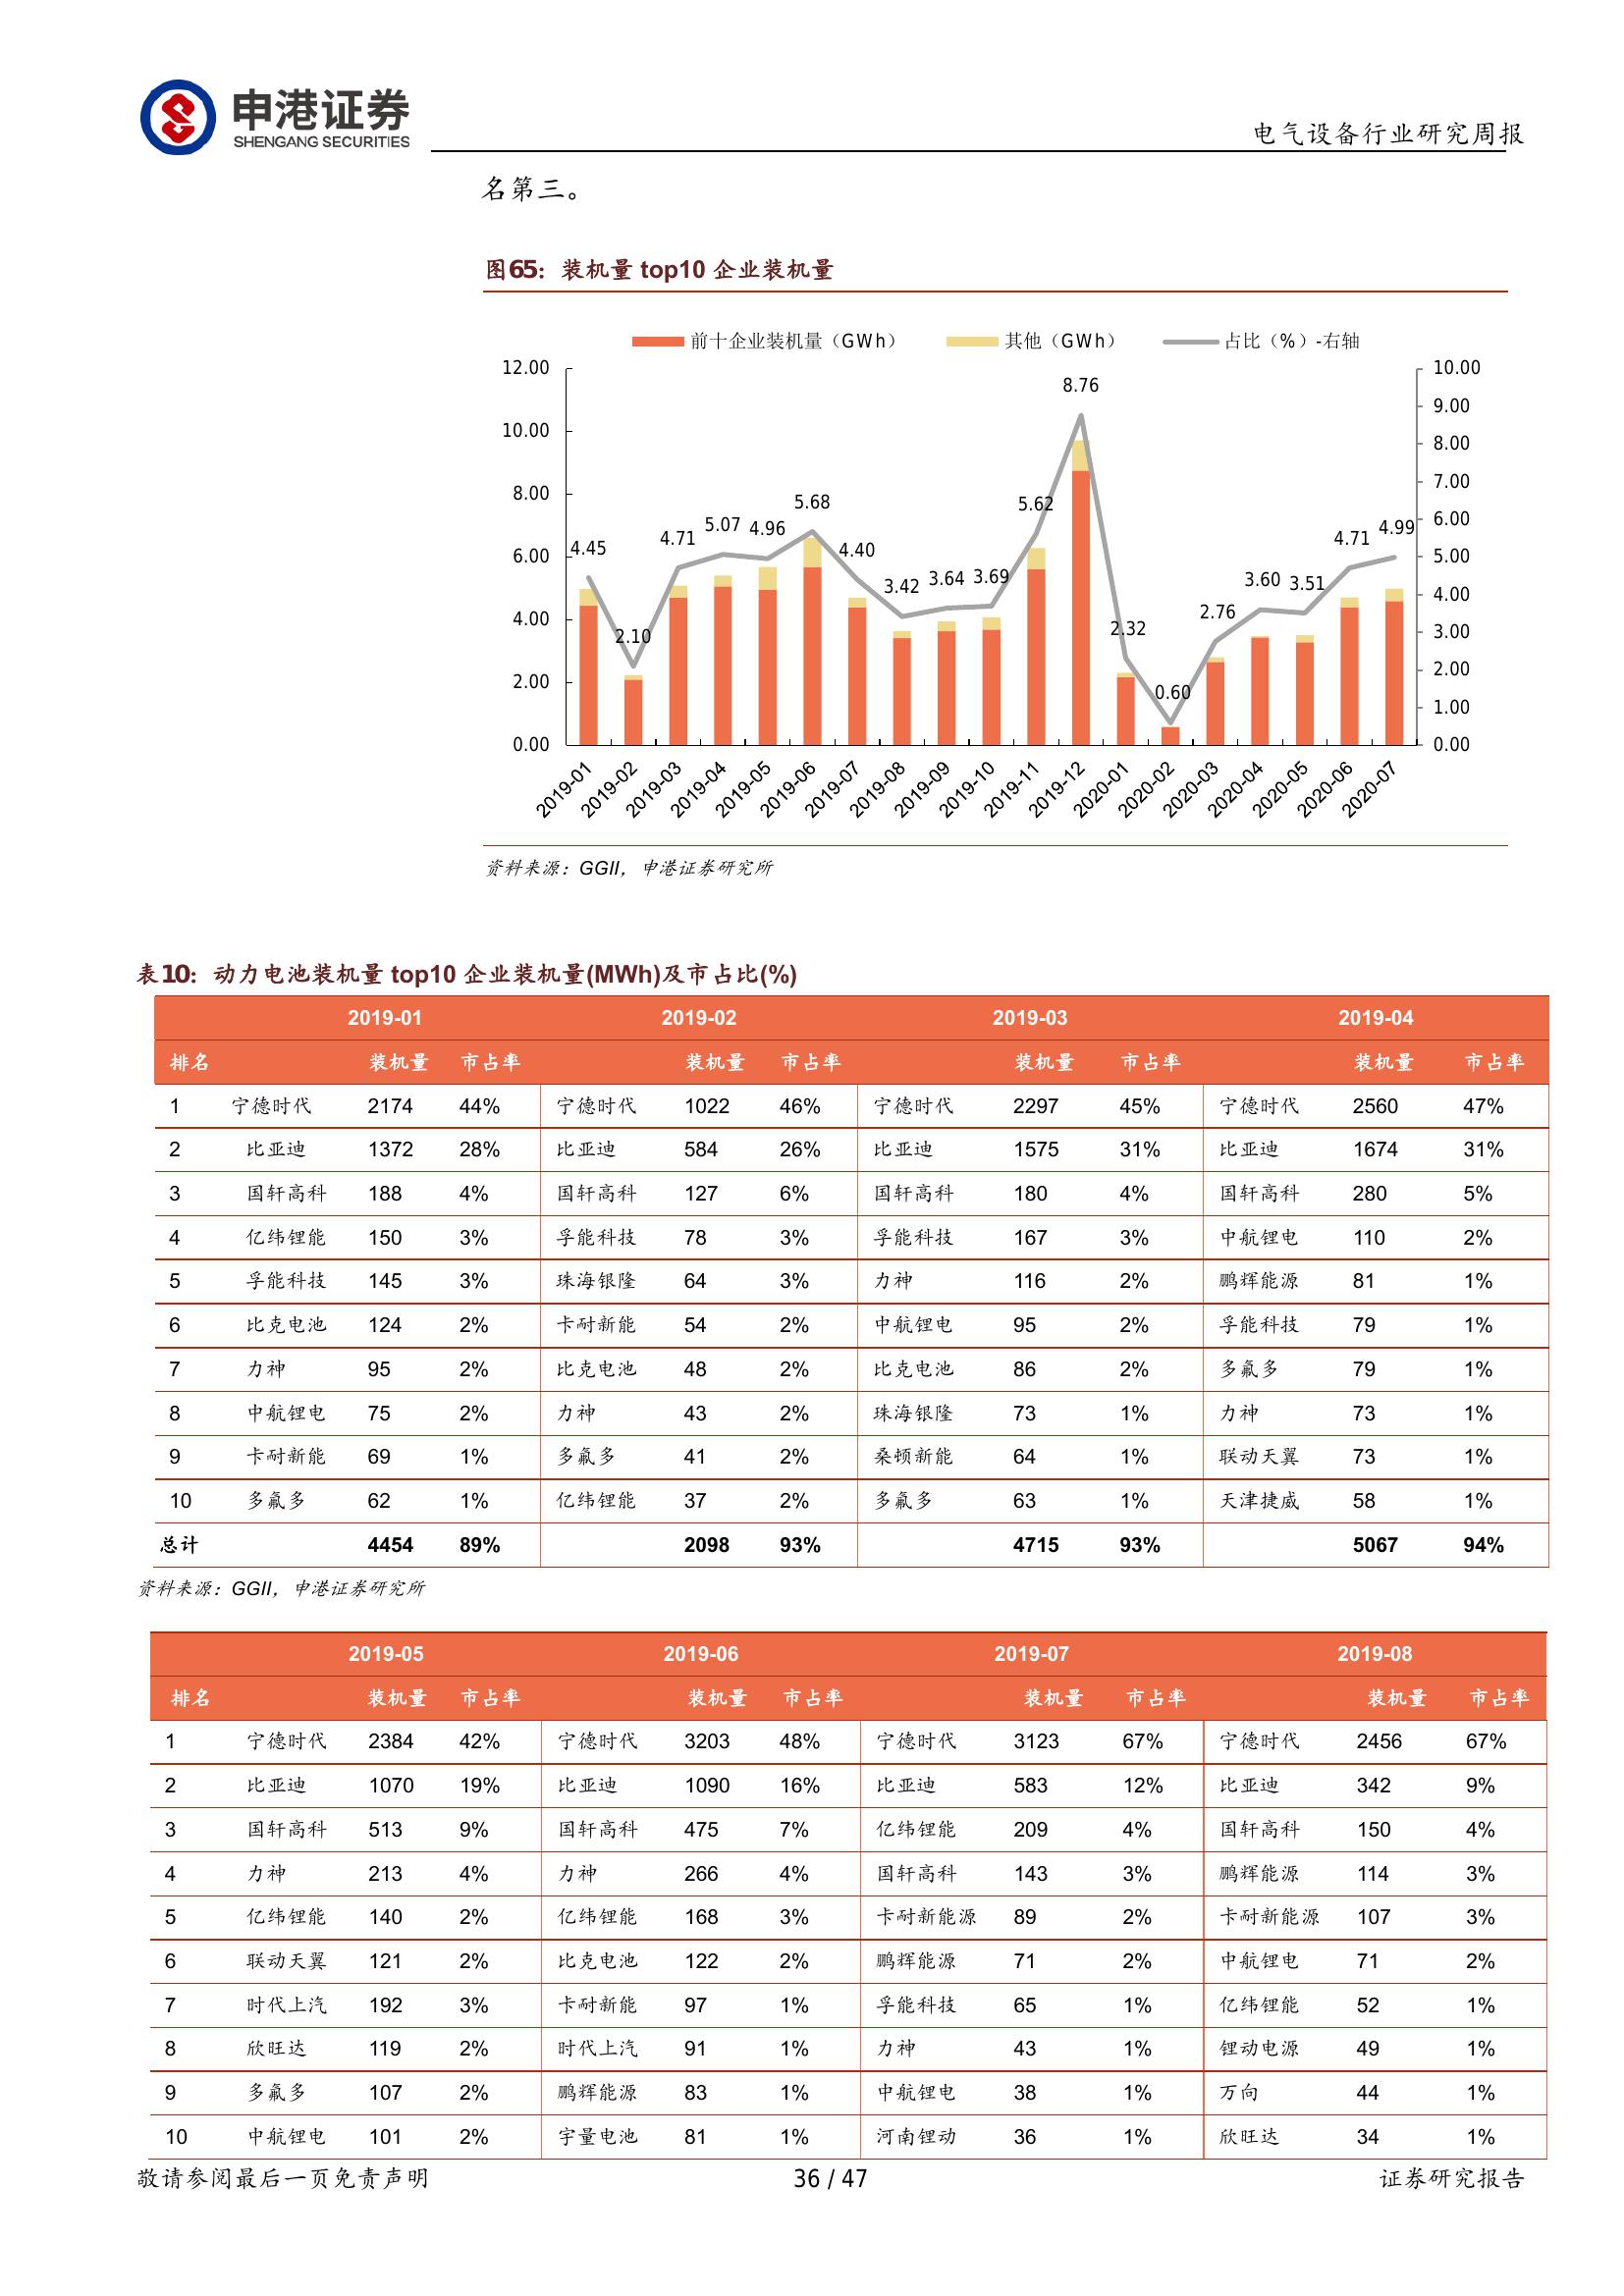 申港证券
SHENGANG SECURITIES
电气设备行业研究周报
名第三。
图65：装机量 top10 企业装机量
前十企业装机量（GWh） 其他（GWh） 占比（%）-右轴
12.00
10.00
8.00
6.00
4.00
2.00
0.00
10.00
9.00
8.00
7.00
6.00
5.00
4.00
3.00
2.00
1.00
0.00
4.45 2.10 4.71 5.07 4.96 5.68 4.40 3.42 3.64 3.69 5.62 8.76 2.32 0.60 2.76 3.60 3.51 4.71 4.99
2019-01 2019-02 2019-03 2019-04 2019-05 2019-06 2019-07 2019-08 2019-09 2019-10 2019-11 2019-12 2020-01 2020-02 2020-03 2020-04 2020-05 2020-06 2020-07
资料来源：GGII，申港证券研究所
表10：动力电池装机量 top10 企业装机量(MWh)及市占比(%)
2019-01 2019-02 2019-03 2019-04
排名 装机量 市占率 装机量 市占率 装机量 市占率 装机量 市占率
1 宁德时代 2174 44% 宁德时代 1022 46% 宁德时代 2297 45% 宁德时代 2560 47%
2 比亚迪 1372 28% 比亚迪 584 26% 比亚迪 1575 31% 比亚迪 1674 31%
3 国轩高科 188 4% 国轩高科 127 6% 国轩高科 180 4% 国轩高科 280 5%
4 亿纬锂能 150 3% 孚能科技 78 3% 孚能科技 167 3% 中航锂电 110 2%
5 孚能科技 145 3% 珠海银隆 64 3% 力神 116 2% 鹏辉能源 81 1%
6 比克电池 124 2% 卡耐新能 54 2% 中航锂电 95 2% 孚能科技 79 1%
7 力神 95 2% 比克电池 48 2% 比克电池 86 2% 多氟多 79 1%
8 中航锂电 75 2% 力神 43 2% 珠海银隆 73 1% 力神 73 1%
9 卡耐新能 69 1% 多氟多 41 2% 桑顿新能 64 1% 联动天翼 73 1%
10 多氟多 62 1% 亿纬锂能 37 2% 多氟多 63 1% 天津捷威 58 1%
总计 4454 89% 2098 93% 4715 93% 5067 94%
资料来源：GGII，申港证券研究所
2019-05 2019-06 2019-07 2019-08
排名 装机量 市占率 装机量 市占率 装机量 市占率 装机量 市占率
1 宁德时代 2384 42% 宁德时代 3203 48% 宁德时代 3123 67% 宁德时代 2456 67%
2 比亚迪 1070 19% 比亚迪 1090 16% 比亚迪 583 12% 比亚迪 342 9%
3 国轩高科 513 9% 国轩高科 475 7% 亿纬锂能 209 4% 国轩高科 150 4%
4 力神 213 4% 力神 266 4% 国轩高科 143 3% 鹏辉能源 114 3%
5 亿纬锂能 140 2% 亿纬锂能 168 3% 卡耐新能源 89 2% 卡耐新能源 107 3%
6 联动天翼 121 2% 比克电池 122 2% 鹏辉能源 71 2% 中航锂电 71 2%
7 时代上汽 192 3% 卡耐新能 97 1% 孚能科技 65 1% 亿纬锂能 52 1%
8 欣旺达 119 2% 时代上汽 91 1% 力神 43 1% 锂动电源 49 1%
9 多氟多 107 2% 鹏辉能源 83 1% 中航锂电 38 1% 万向 44 1%
10 中航锂电 101 2% 宇量电池 81 1% 河南锂动 36 1% 欣旺达 34 1%
敬请参阅最后一页免责声明 36 / 47 证券研究报告